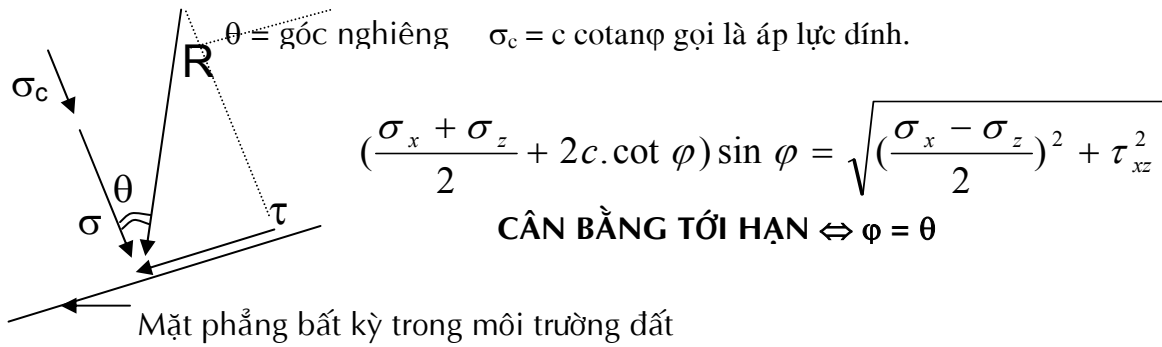 θ = góc nghiêng σc = c cotanφ gọi là áp lực dính.
R
σc
(σx + σz / 2 + 2c.cot φ) sin φ = √((σx − σz / 2)² + τxz²)
θ
σ
τ
CÂN BẰNG TỚI HẠN ⇔ φ = θ
Mặt phẳng bất kỳ trong môi trường đất